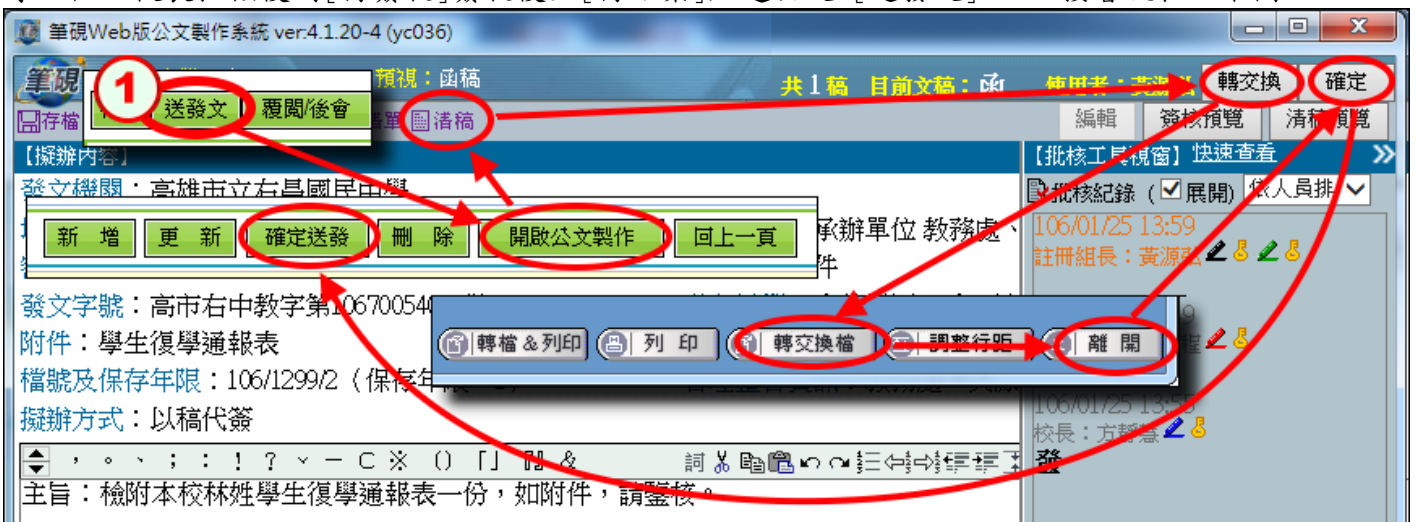 筆硯Web版公文製作系統 ver:4.1.20-4 (yc036)
筆硯
預視：函稿
共1稿 目前文稿：函
使用者：黃源弘
轉交換
確定
1
送發文
覆閱/後會
存檔
清稿
編輯
簽核預覽
清稿預覽
【擬辦內容】
【批核工具視窗】快速查看
發文機關：高雄市立右昌國民中學
批核紀錄 (展開) 依人員排
新 增
更 新
確定送發
刪 除
開啟公文製作
回上一頁
承辦單位 教務處、
106/01/25 13:59
註冊組長：黃源弘
件
發文字號：高市右中教字第10670054
附件：學生復學通報表
轉檔＆列印
列 印
轉交換檔
調整行距
離 開
檔號及保存年限：106/1299/2（保存年
106/01/25 13:55
擬辦方式：以稿代簽
校長：方靜慧
， 。 、 ； ： ！ ？ ﹀ － ㄈ ※ () 「」 『』 &
詞
發
主旨：檢附本校林姓學生復學通報表一份，如附件，請鑒核。